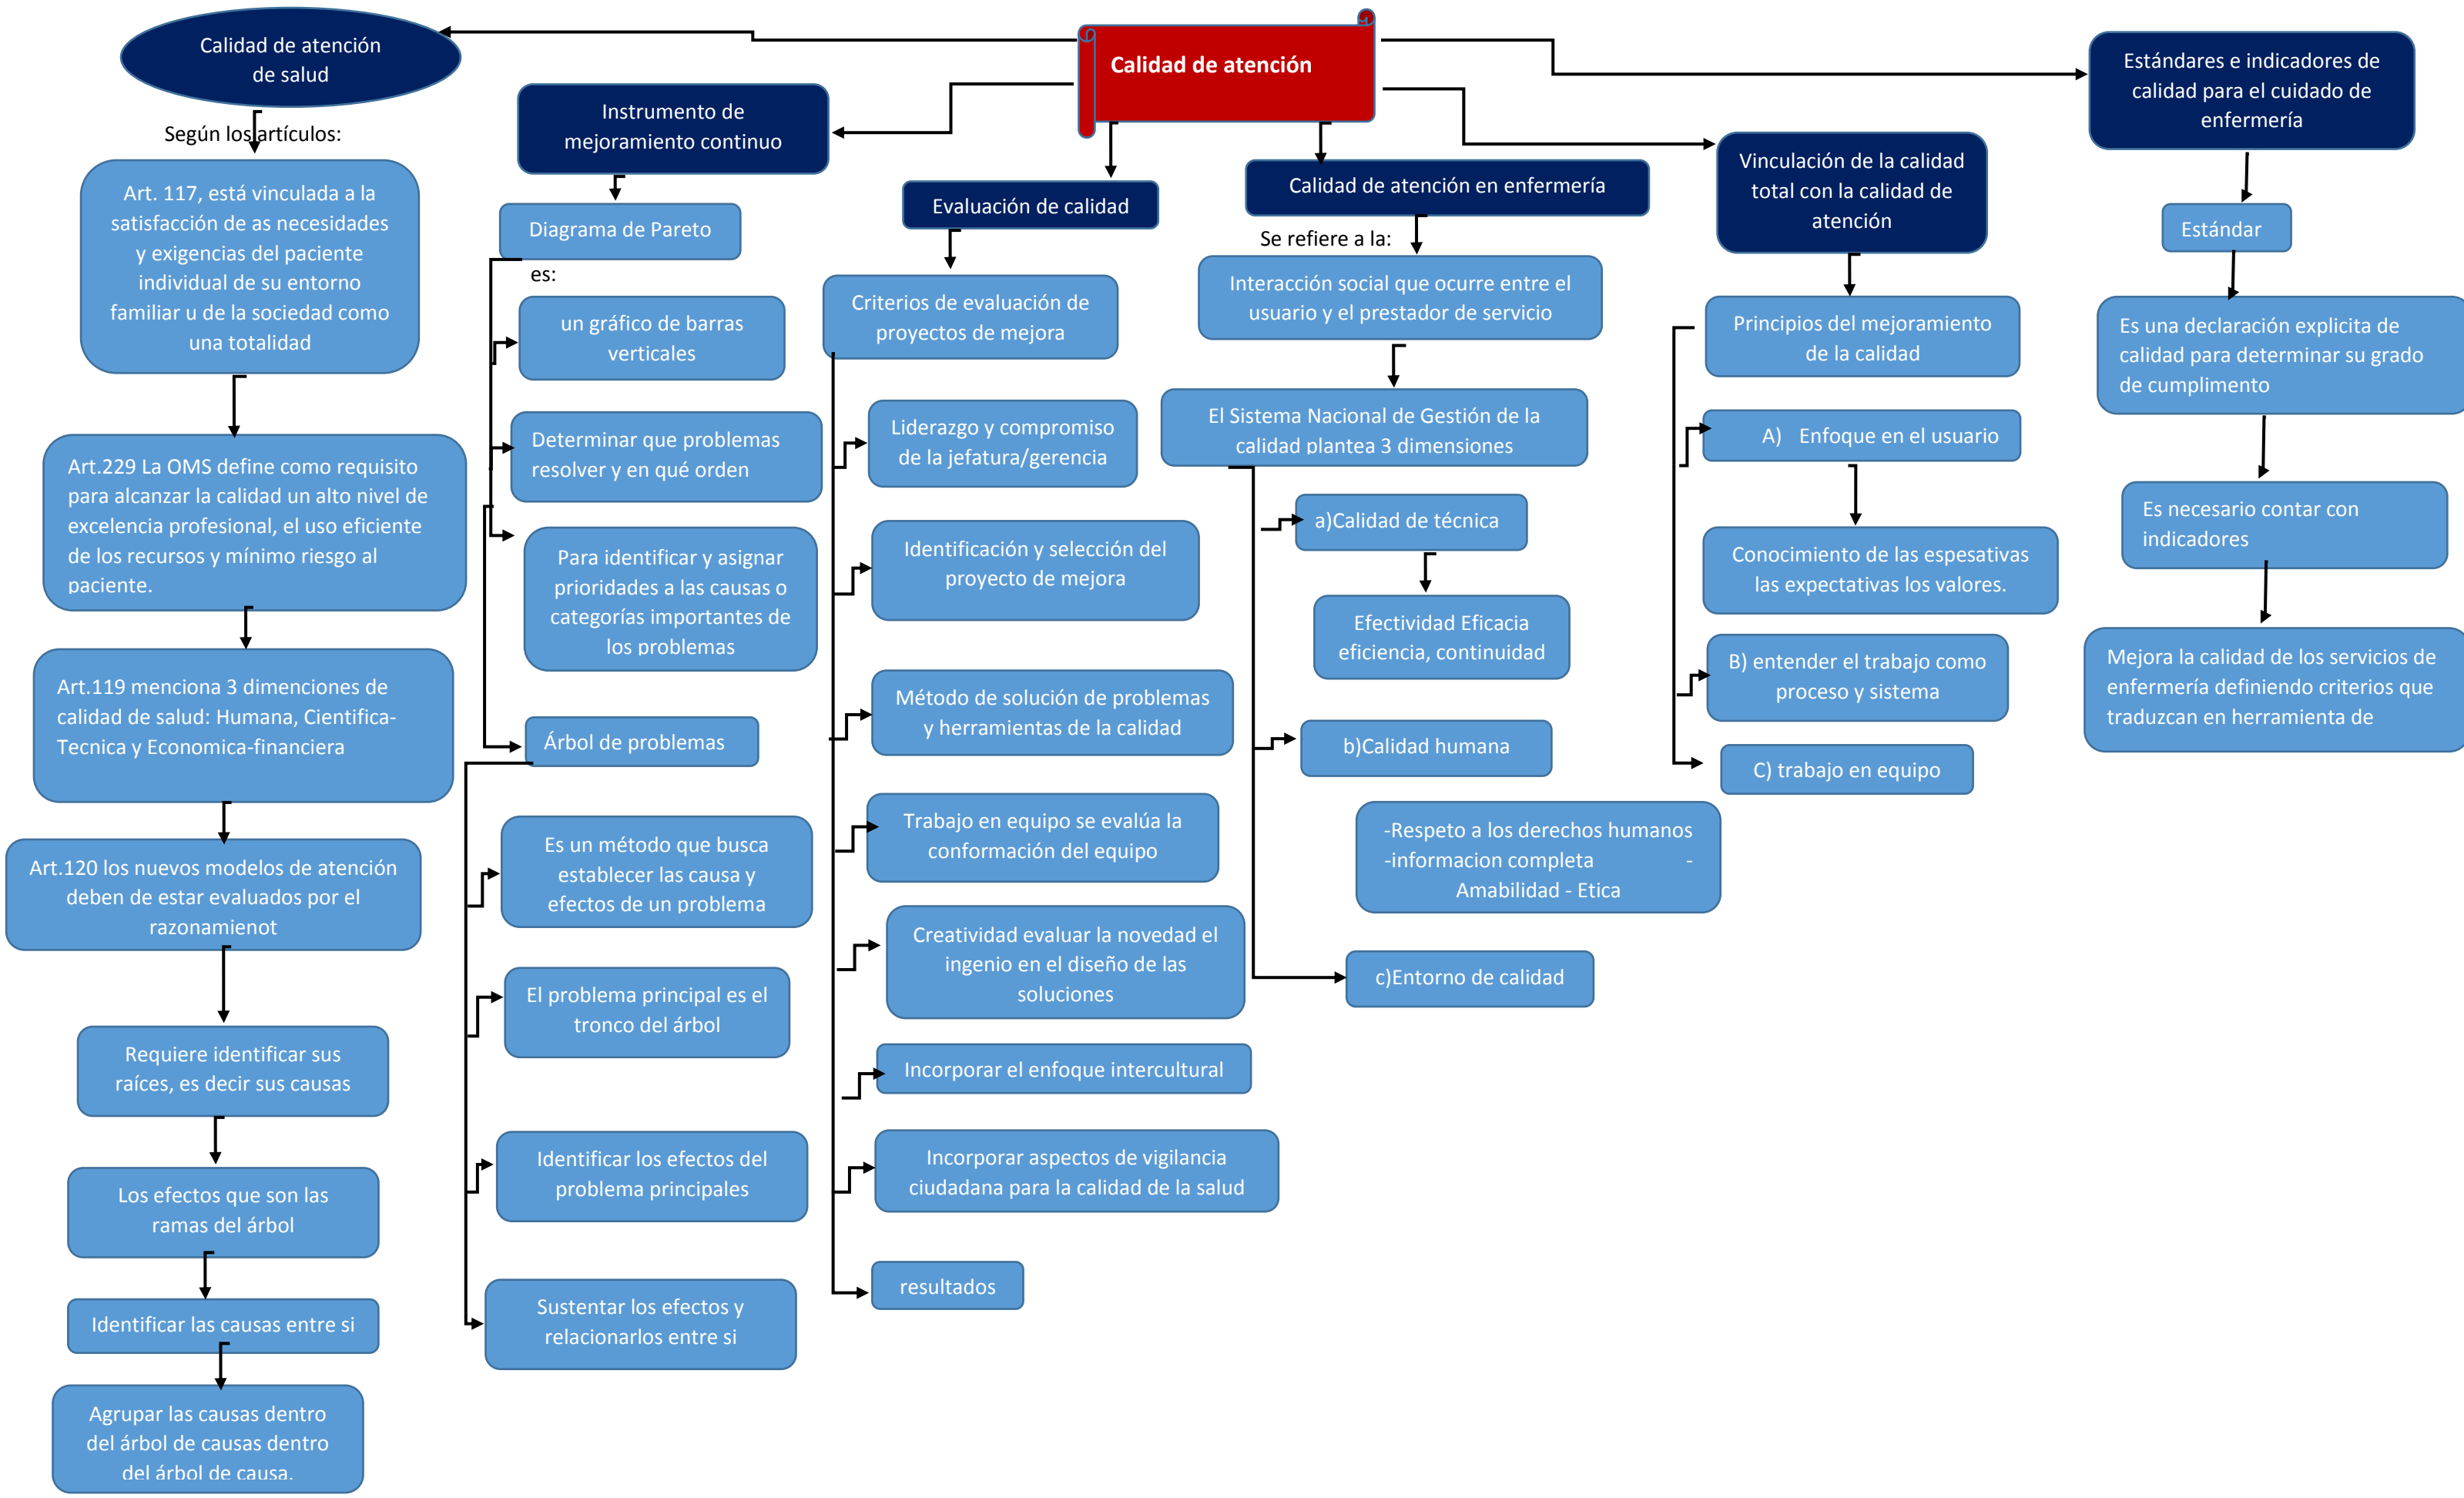 Calidad de atención
Calidad de atención
de salud
Según los artículos:
Art. 117, está vinculada a la
satisfacción de as necesidades
y exigencias del paciente
individual de su entorno
familiar u de la sociedad como
una totalidad
Art.229 La OMS define como requisito
para alcanzar la calidad un alto nivel de
excelencia profesional, el uso eficiente
de los recursos y mínimo riesgo al
paciente.
Art.119 menciona 3 dimenciones de
calidad de salud: Humana, Cientifica-
Tecnica y Economica-financiera
Art.120 los nuevos modelos de atención
deben de estar evaluados por el
razonamienot
Requiere identificar sus
raíces, es decir sus causas
Los efectos que son las
ramas del árbol
Identificar las causas entre si
Agrupar las causas dentro
del árbol de causas dentro
del árbol de causa.
Instrumento de
mejoramiento continuo
Diagrama de Pareto
es:
un gráfico de barras
verticales
Determinar que problemas
resolver y en qué orden
Para identificar y asignar
prioridades a las causas o
categorías importantes de
los problemas
Árbol de problemas
Es un método que busca
establecer las causa y
efectos de un problema
El problema principal es el
tronco del árbol
Identificar los efectos del
problema principales
Sustentar los efectos y
relacionarlos entre si
Evaluación de calidad
Criterios de evaluación de
proyectos de mejora
Liderazgo y compromiso
de la jefatura/gerencia
Identificación y selección del
proyecto de mejora
Método de solución de problemas
y herramientas de la calidad
Trabajo en equipo se evalúa la
conformación del equipo
Creatividad evaluar la novedad el
ingenio en el diseño de las
soluciones
Incorporar el enfoque intercultural
Incorporar aspectos de vigilancia
ciudadana para la calidad de la salud
resultados
Calidad de atención en enfermería
Se refiere a la:
Interacción social que ocurre entre el
usuario y el prestador de servicio
El Sistema Nacional de Gestión de la
calidad plantea 3 dimensiones
a)Calidad de técnica
Efectividad Eficacia
eficiencia, continuidad
b)Calidad humana
-Respeto a los derechos humanos
-informacion completa -
Amabilidad - Etica
c)Entorno de calidad
Vinculación de la calidad
total con la calidad de
atención
Principios del mejoramiento
de la calidad
A) Enfoque en el usuario
Conocimiento de las espesativas
las expectativas los valores.
B) entender el trabajo como
proceso y sistema
C) trabajo en equipo
Estándares e indicadores de
calidad para el cuidado de
enfermería
Estándar
Es una declaración explicita de
calidad para determinar su grado
de cumplimento
Es necesario contar con
indicadores
Mejora la calidad de los servicios de
enfermería definiendo criterios que
traduzcan en herramienta de